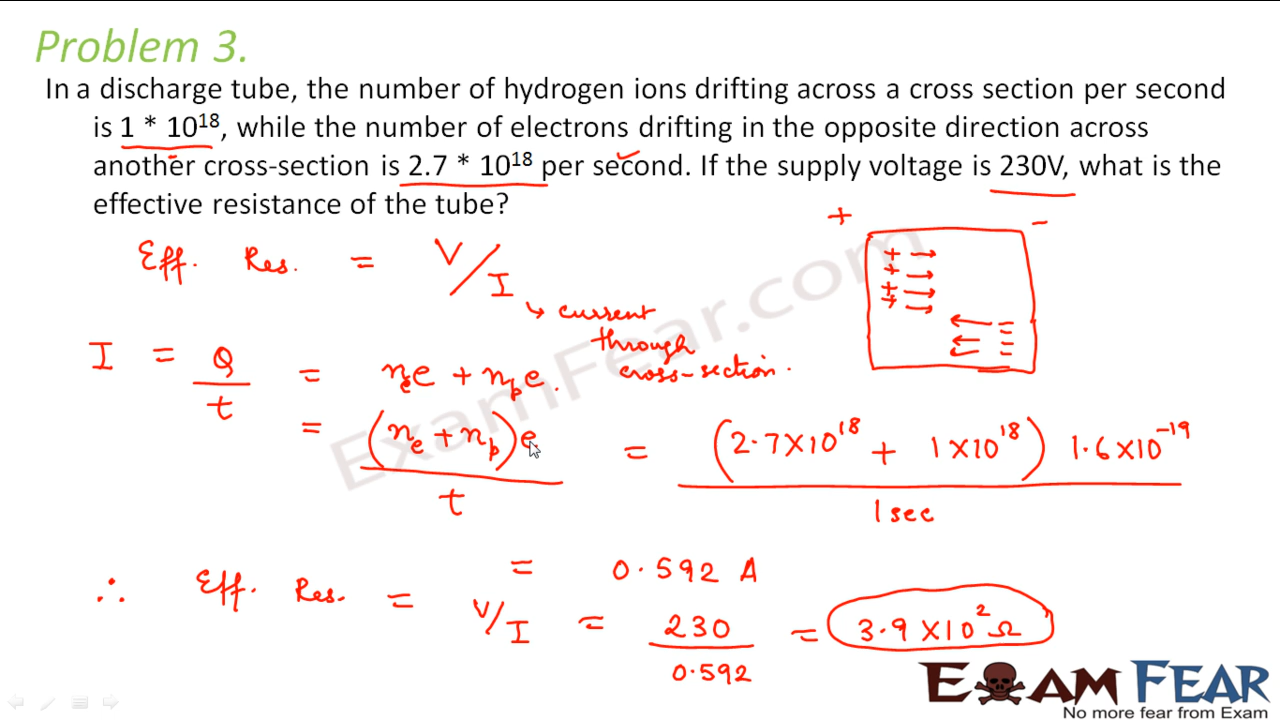 Problem 3.
In a discharge tube, the number of hydrogen ions drifting across a cross section per second
is 1 * 10¹⁸, while the number of electrons drifting in the opposite direction across
another cross-section is 2.7 * 10¹⁸ per second. If the supply voltage is 230V, what is the
effective resistance of the tube?
+ −
Eff. Res. = V/I
→ current
through
cross-section.
+ →
+ →
+ →
+ →
← −
← −
← −
I = Q/t = nₑe + nₚe.
= (nₑ + nₚ)e / t = (2.7×10¹⁸ + 1×10¹⁸) 1.6×10⁻¹⁹ / 1 sec
= 0.592 A
∴ Eff. Res. = V/I = 230/0.592 = 3.9×10² Ω
ExamFear.com
EXAM FEAR
No more fear from Exam